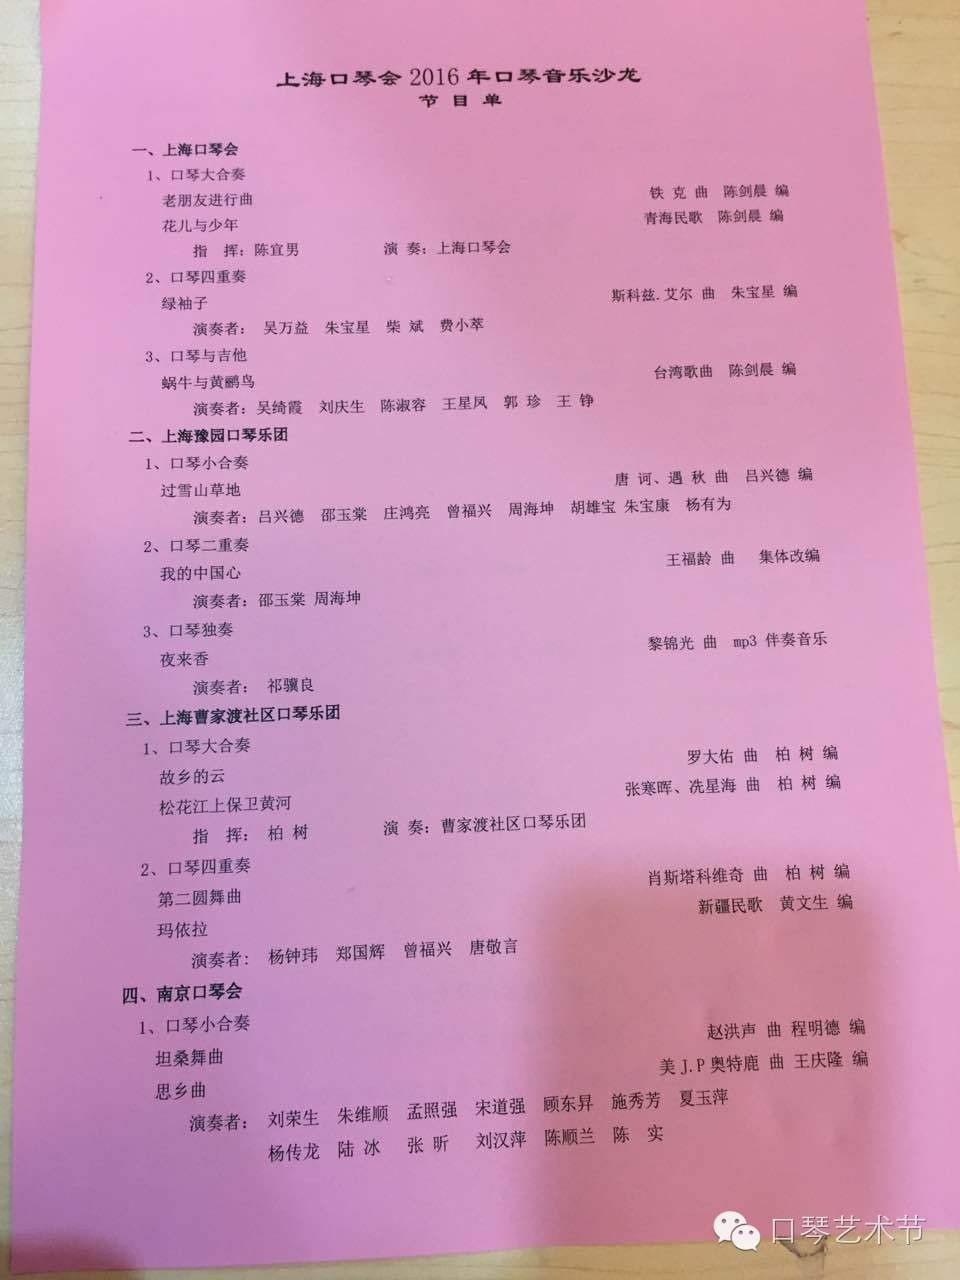 上海口琴会 2016 年口琴音乐沙龙
节 目 单
一、上海口琴会
1、口琴大合奏
老朋友进行曲 铁 克 曲 陈剑晨 编
花儿与少年 青海民歌 陈剑晨 编
指 挥：陈宜男 演 奏：上海口琴会
2、口琴四重奏
绿袖子 斯科兹.艾尔 曲 朱宝星 编
演奏者： 吴万益 朱宝星 柴 斌 费小萃
3、口琴与吉他
蜗牛与黄鹂鸟 台湾歌曲 陈剑晨 编
演奏者：吴绮霞 刘庆生 陈淑容 王星凤 郭 珍 王 铮
二、上海豫园口琴乐团
1、口琴小合奏
过雪山草地 唐 诃、遇 秋 曲 吕兴德 编
演奏者：吕兴德 邵玉棠 庄鸿亮 曾福兴 周海坤 胡雄宝 朱宝康 杨有为
2、口琴二重奏
我的中国心 王福龄 曲 集体改编
演奏者：邵玉棠 周海坤
3、口琴独奏
夜来香 黎锦光 曲 mp3 伴奏音乐
演奏者： 祁骥良
三、上海曹家渡社区口琴乐团
1、口琴大合奏
故乡的云 罗大佑 曲 柏 树 编
松花江上保卫黄河 张寒晖、冼星海 曲 柏 树 编
指 挥： 柏 树 演 奏：曹家渡社区口琴乐团
2、口琴四重奏
第二圆舞曲 肖斯塔科维奇 曲 柏 树 编
玛依拉 新疆民歌 黄文生 编
演奏者： 杨钟玮 郑国辉 曾福兴 唐敬言
四、南京口琴会
1、口琴小合奏
坦桑舞曲 赵洪声 曲 程明德 编
思乡曲 美 J.P 奥特鹿 曲 王庆隆 编
演奏者： 刘荣生 朱维顺 孟照强 宋道强 顾东昇 施秀芳 夏玉萍
杨传龙 陆 冰 张 昕 刘汉萍 陈顺兰 陈 实
口琴艺术节